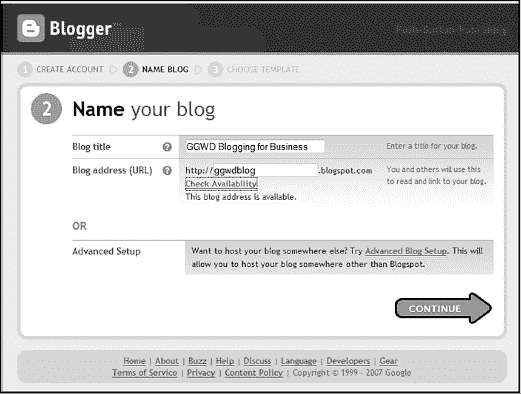 Blogger™
Push-Button Publishing
1 CREATE ACCOUNT 2 NAME BLOG 3 CHOOSE TEMPLATE
2 Name your blog
Blog title ? GGWD Blogging for Business Enter a title for your blog.
Blog address (URL) ? http:// ggwdblog .blogspot.com You and others will use this
to read and link to your blog.
Check Availability
This blog address is available.
OR
Advanced Setup Want to host your blog somewhere else? Try Advanced Blog Setup. This will
allow you to host your blog somewhere other than Blogspot.
CONTINUE
Home | About | Buzz | Help | Discuss | Language | Developers | Gear
Terms of Service | Privacy | Content Policy | Copyright © 1999 - 2007 Google